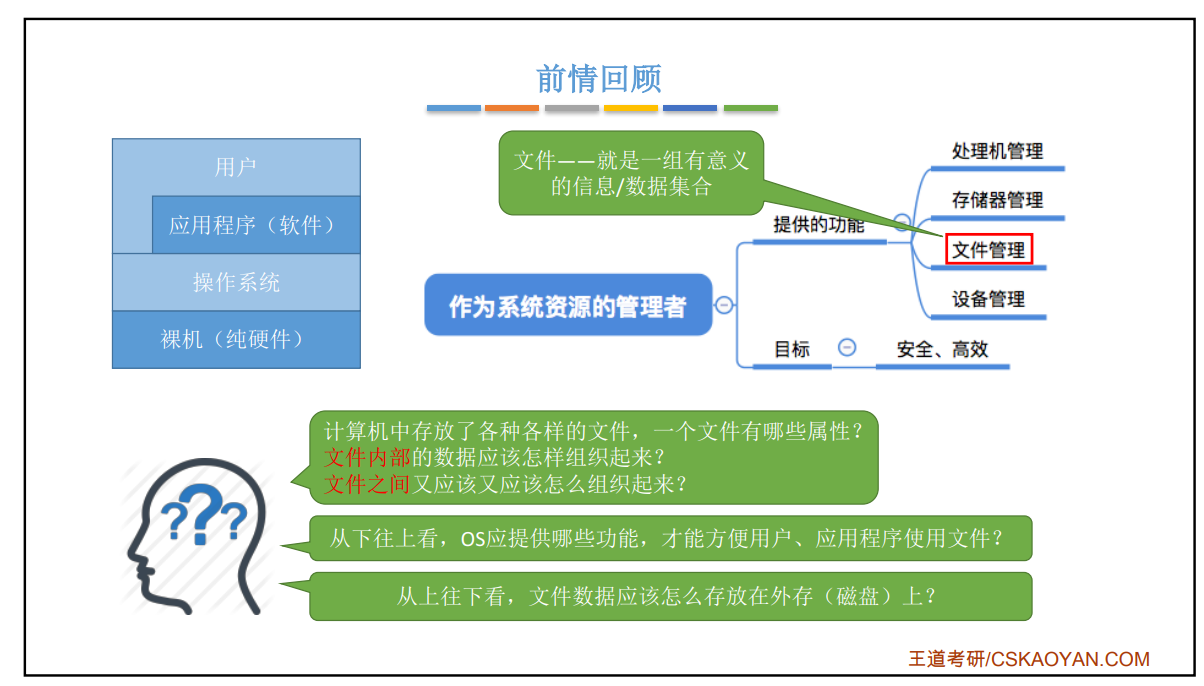 前情回顾
用户
应用程序（软件）
操作系统
裸机（纯硬件）
文件——就是一组有意义
的信息/数据集合
作为系统资源的管理者
提供的功能
处理机管理
存储器管理
文件管理
设备管理
目标
安全、高效
计算机中存放了各种各样的文件，一个文件有哪些属性？
文件内部的数据应该怎样组织起来？
文件之间又应该又应该怎么组织起来？
从下往上看，OS应提供哪些功能，才能方便用户、应用程序使用文件？
从上往下看，文件数据应该怎么存放在外存（磁盘）上？
???
王道考研/CSKAOYAN.COM